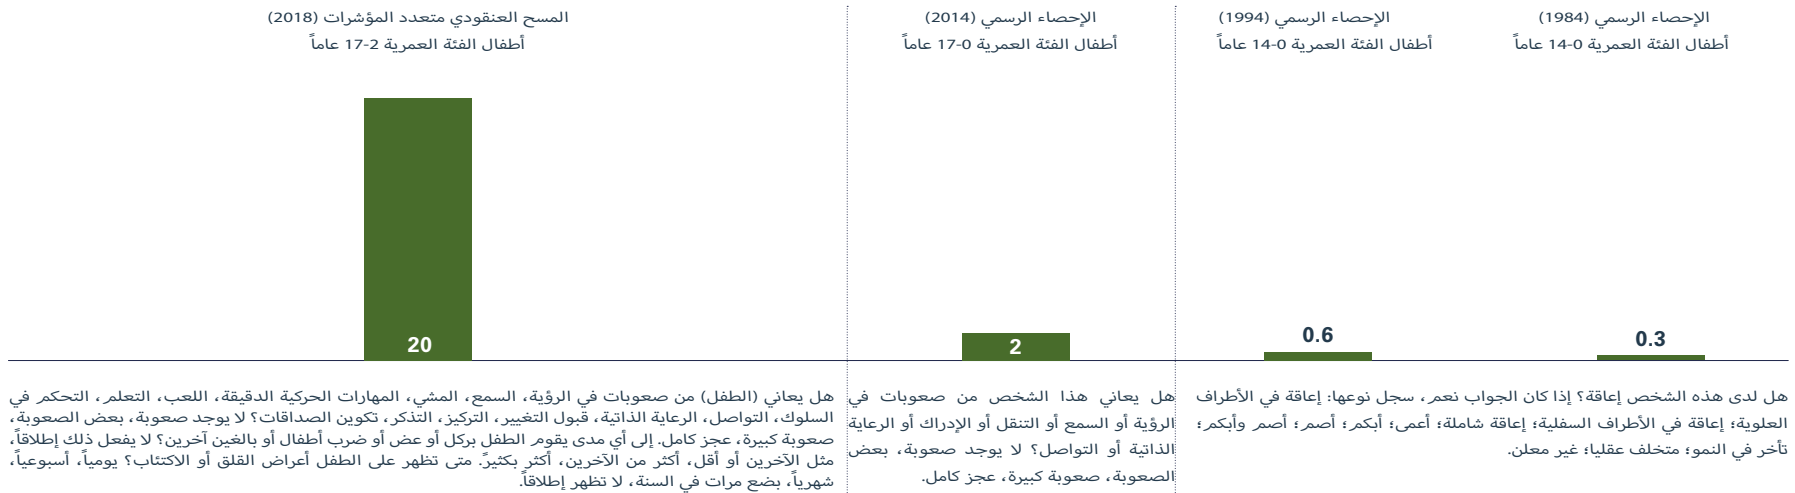 الإحصاء الرسمي (1984)
أطفال الفئة العمرية 0-14 عاماً
الإحصاء الرسمي (1994)
أطفال الفئة العمرية 0-14 عاماً
الإحصاء الرسمي (2014)
أطفال الفئة العمرية 0-17 عاماً
المسح العنقودي متعدد المؤشرات (2018)
أطفال الفئة العمرية 2-17 عاماً
0.3
0.6
2
20
هل لدى هذه الشخص إعاقة؟ إذا كان الجواب نعم، سجل نوعها: إعاقة في الأطراف
العلوية؛ إعاقة في الأطراف السفلية؛ إعاقة شاملة؛ أعمى؛ أبكم؛ أصم؛ أصم وأبكم؛
تأخر في النمو؛ متخلف عقليا؛ غير معلن.
هل يعاني هذا الشخص من صعوبات في
الرؤية أو السمع أو التنقل أو الإدراك أو الرعاية
الذاتية أو التواصل؟ لا يوجد صعوبة، بعض
الصعوبة، صعوبة كبيرة، عجز كامل.
هل يعاني (الطفل) من صعوبات في الرؤية، السمع، المشي، المهارات الحركية الدقيقة، اللعب، التعلم، التحكم في
السلوك، التواصل، الرعاية الذاتية، قبول التغيير، التركيز، التذكر، تكوين الصداقات؟ لا يوجد صعوبة، بعض الصعوبة،
صعوبة كبيرة، عجز كامل. إلى أي مدى يقوم الطفل بركل أو عض أو ضرب أطفال أو بالغين آخرين؟ لا يفعل ذلك إطلاقاً،
مثل الآخرين أو أقل، أكثر من الآخرين، أكثر بكثيرً. متى تظهر على الطفل أعراض القلق أو الاكتئاب؟ يومياً، أسبوعياً،
شهرياً، بضع مرات في السنة، لا تظهر إطلاقاً.